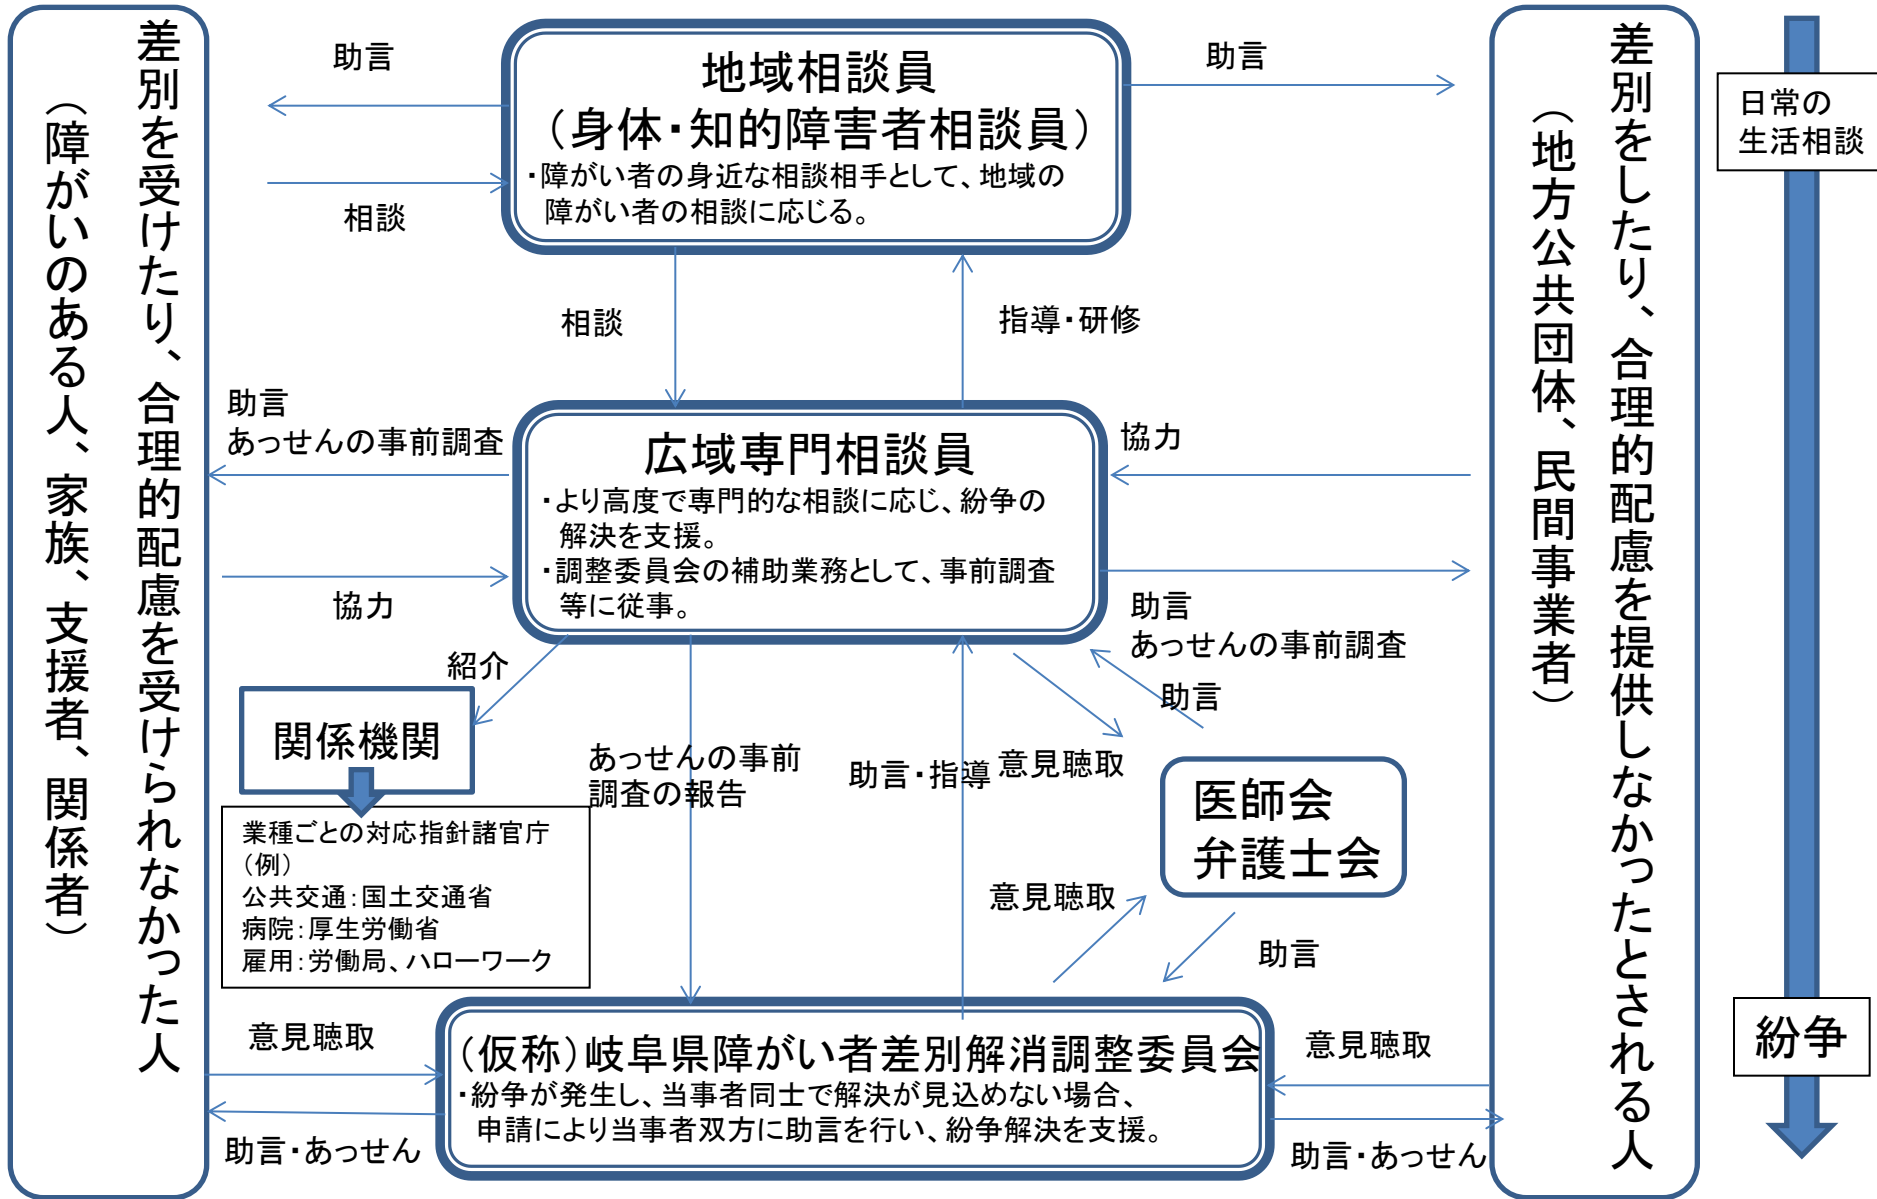 差別を受けたり、合理的配慮を受けられなかった人
（障がいのある人、家族、支援者、関係者）
助言
相談
地域相談員
（身体・知的障害者相談員）
・障がい者の身近な相談相手として、地域の
障がい者の相談に応じる。
助言
差別をしたり、合理的配慮を提供しなかったとされる人
（地方公共団体、民間事業者）
日常の
生活相談
相談
指導・研修
助言
あっせんの事前調査
協力
広域専門相談員
・より高度で専門的な相談に応じ、紛争の
解決を支援。
・調整委員会の補助業務として、事前調査
等に従事。
協力
助言
あっせんの事前調査
紹介
関係機関
業種ごとの対応指針諸官庁
（例）
公共交通：国土交通省
病院：厚生労働省
雇用：労働局、ハローワーク
あっせんの事前
調査の報告
助言・指導
意見聴取
助言
医師会
弁護士会
意見聴取
助言
意見聴取
助言・あっせん
（仮称）岐阜県障がい者差別解消調整委員会
・紛争が発生し、当事者同士で解決が見込めない場合、
申請により当事者双方に助言を行い、紛争解決を支援。
意見聴取
助言・あっせん
紛争